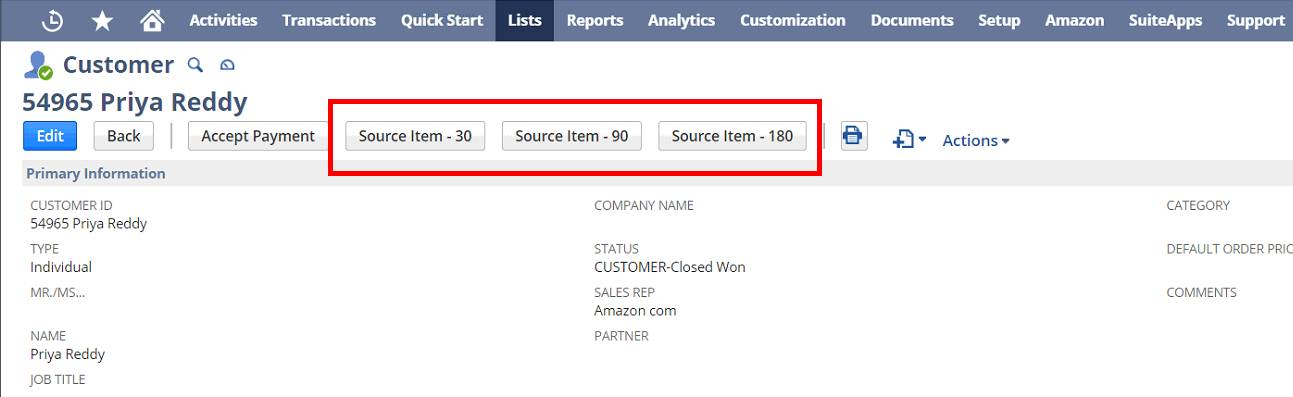 Activities Transactions Quick Start Lists Reports Analytics Customization Documents Setup Amazon SuiteApps Support
Customer
54965 Priya Reddy
Edit Back Accept Payment Source Item - 30 Source Item - 90 Source Item - 180 Actions
Primary Information
CUSTOMER ID COMPANY NAME CATEGORY
54965 Priya Reddy
TYPE STATUS DEFAULT ORDER PRIC
Individual CUSTOMER-Closed Won
MR./MS... SALES REP COMMENTS
Amazon com
NAME PARTNER
Priya Reddy
JOB TITLE